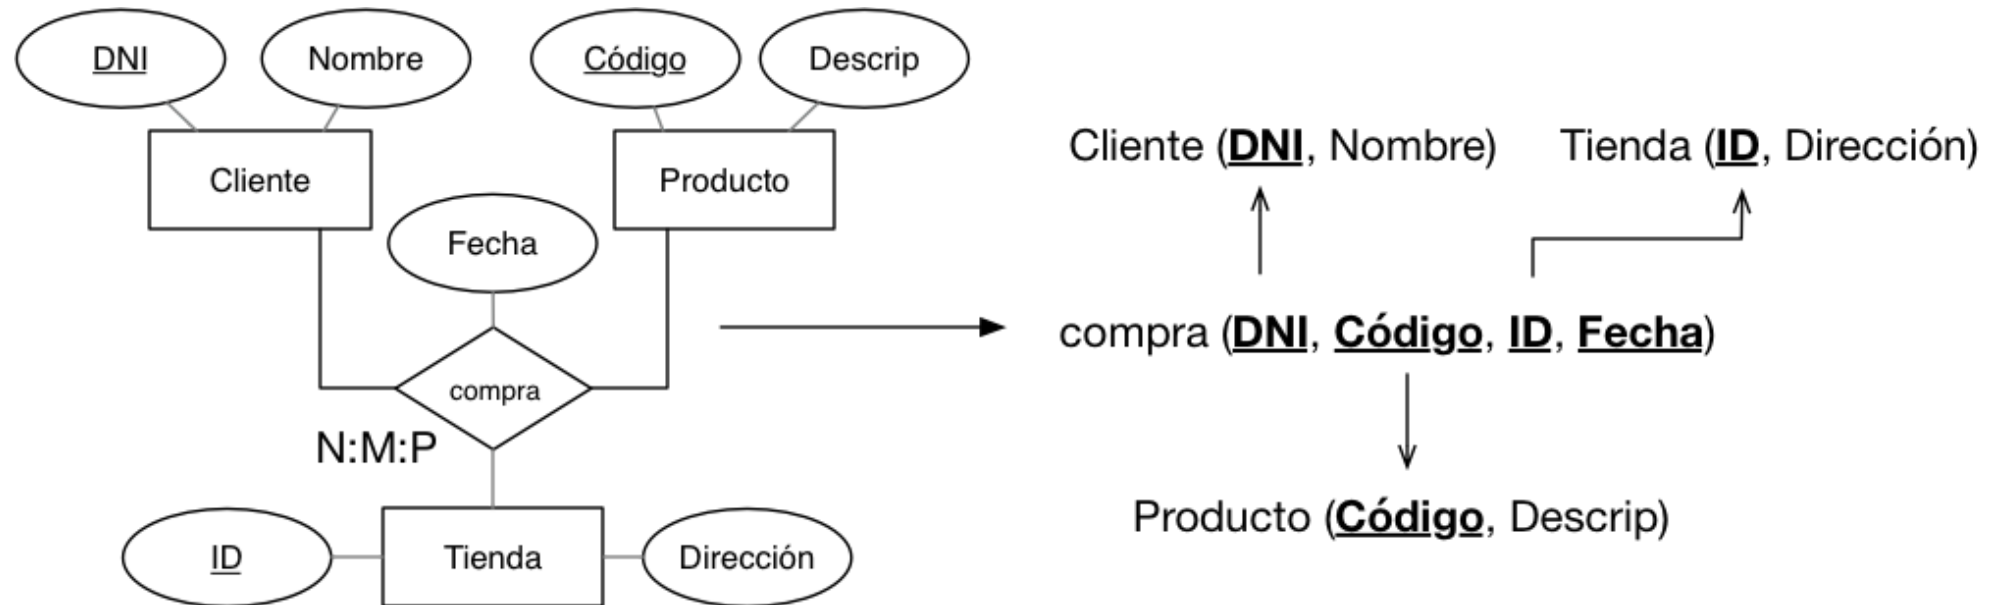 DNI
Nombre
Código
Descrip
Cliente
Producto
Fecha
compra
N:M:P
ID
Tienda
Dirección
Cliente (DNI, Nombre)
Tienda (ID, Dirección)
compra (DNI, Código, ID, Fecha)
Producto (Código, Descrip)